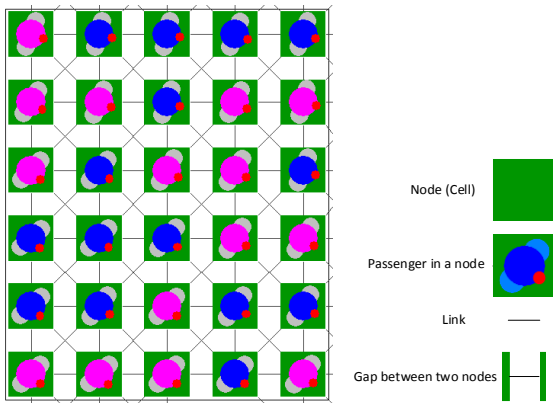 Node (Cell)
Passenger in a node
Link
Gap between two nodes